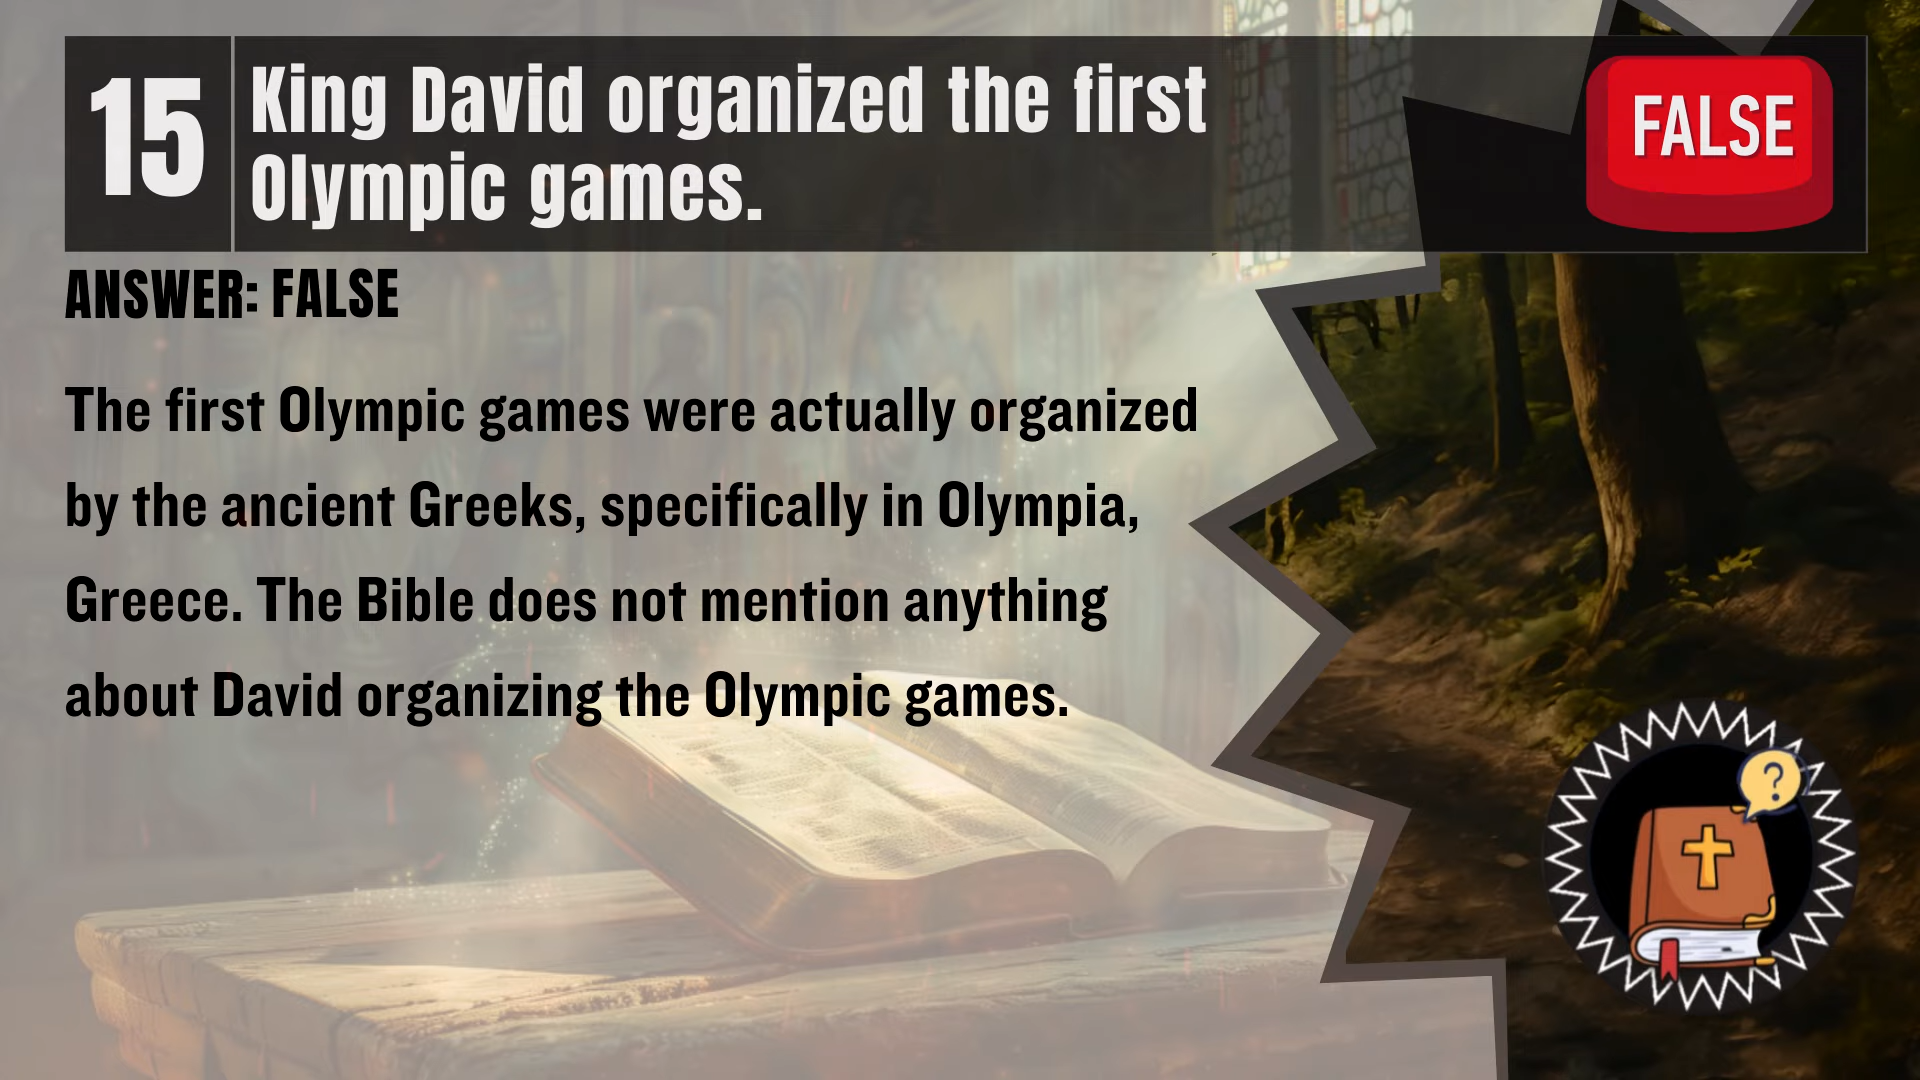 15
King David organized the first
Olympic games.
FALSE
ANSWER: FALSE
The first Olympic games were actually organized
by the ancient Greeks, specifically in Olympia,
Greece. The Bible does not mention anything
about David organizing the Olympic games.
?